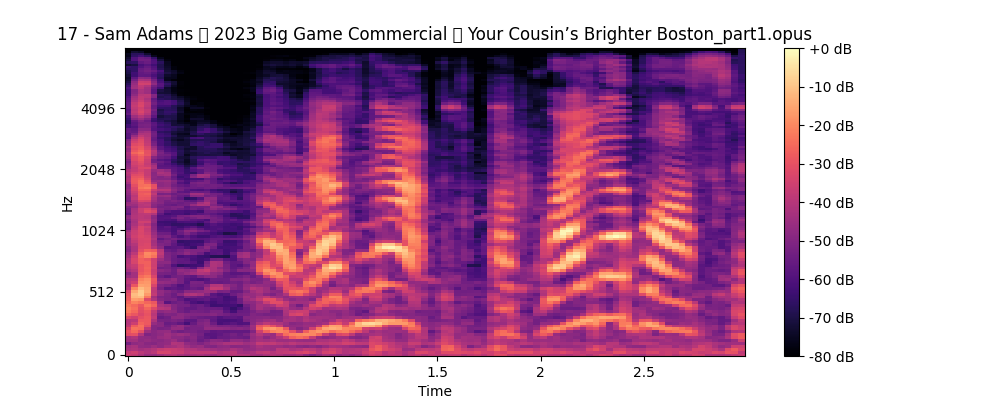 17 - Sam Adams ▯ 2023 Big Game Commercial ▯ Your Cousin’s Brighter Boston_part1.opus
+0 dB
-10 dB
-20 dB
-30 dB
-40 dB
-50 dB
-60 dB
-70 dB
-80 dB
4096
2048
1024
512
0
Hz
0
0.5
1
1.5
2
2.5
Time